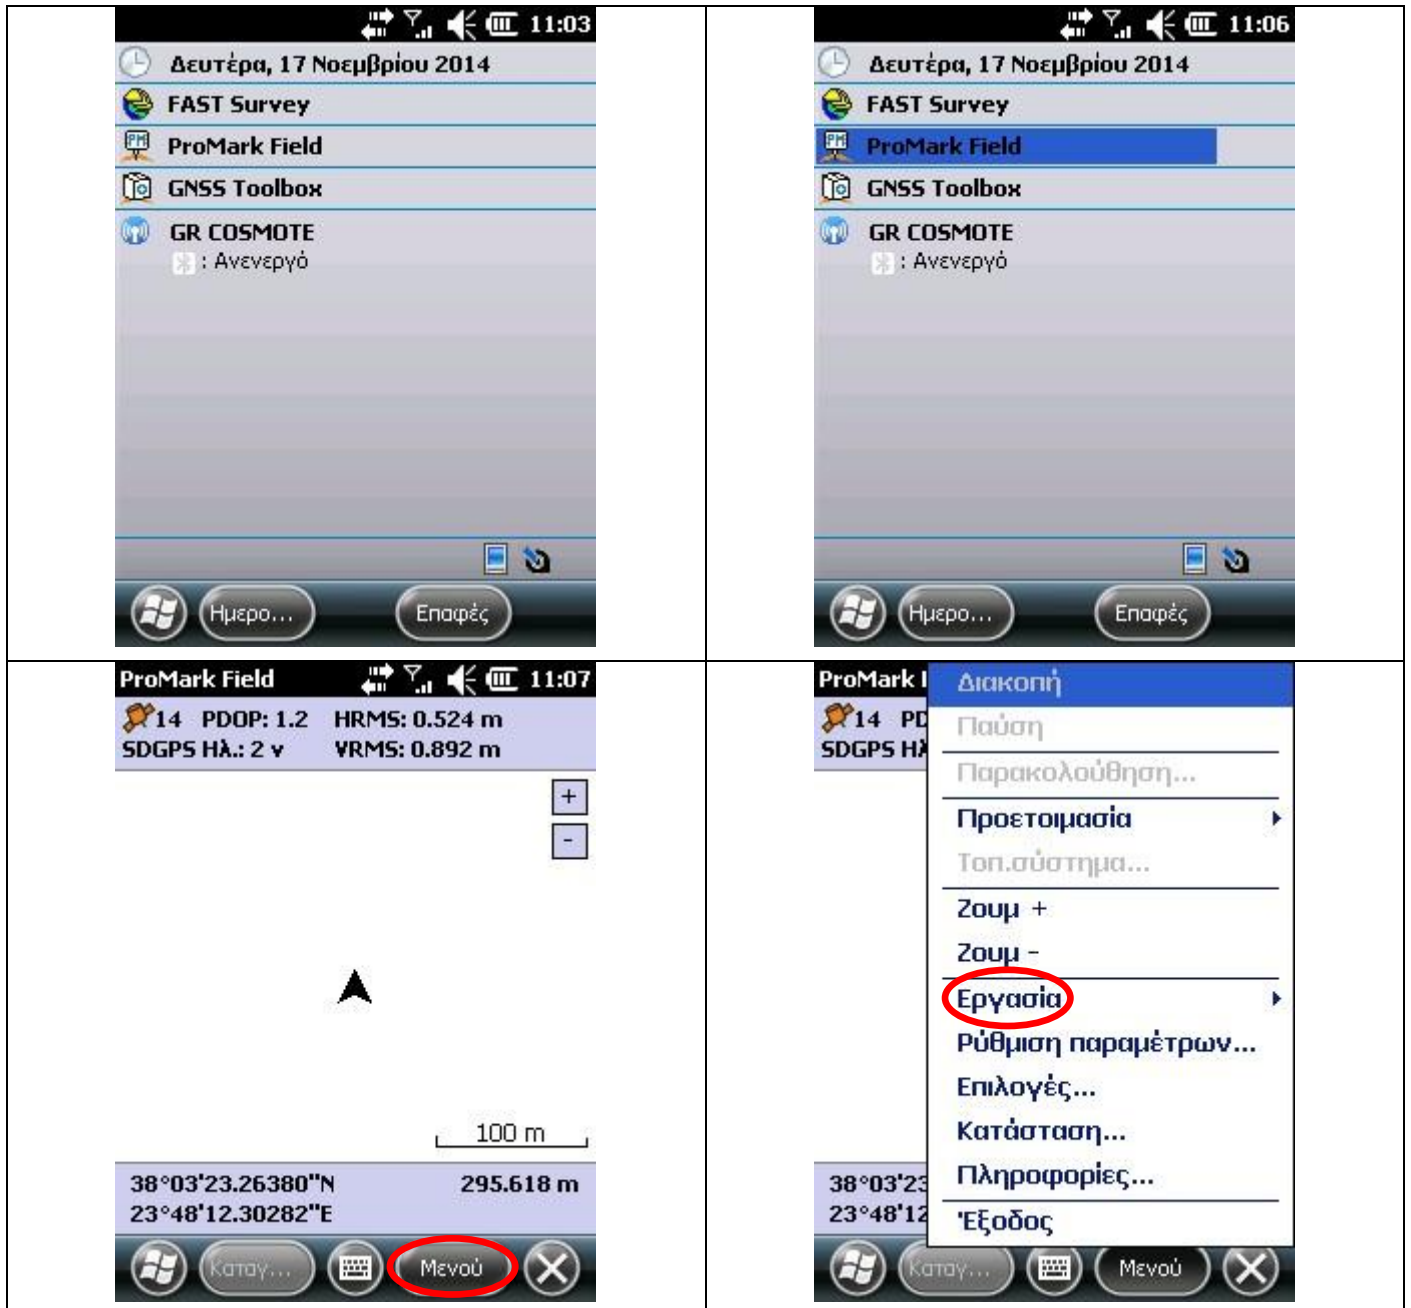 11:03
Δευτέρα, 17 Νοεμβρίου 2014
FAST Survey
ProMark Field
GNSS Toolbox
GR COSMOTE
: Ανενεργό
Ημερο...
Επαφές
11:06
Δευτέρα, 17 Νοεμβρίου 2014
FAST Survey
ProMark Field
GNSS Toolbox
GR COSMOTE
: Ανενεργό
Ημερο...
Επαφές
ProMark Field 11:07
14 PDOP: 1.2 HRMS: 0.524 m
SDGPS Ηλ.: 2 ν VRMS: 0.892 m
+
-
100 m
38°03'23.26380"N 295.618 m
23°48'12.30282"E
Καταγ...
Μενού
ProMark
14 PD
SDGPS Ηλ
Διακοπή
Παύση
Παρακολούθηση...
Προετοιμασία
Τοπ.σύστημα...
Ζουμ +
Ζουμ -
Εργασία
Ρύθμιση παραμέτρων...
Επιλογές...
Κατάσταση...
Πληροφορίες...
Έξοδος
38°03'23
23°48'12
Καταγ...
Μενού